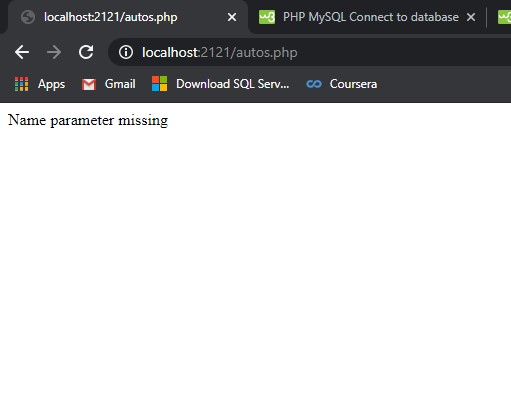 localhost:2121/autos.php
PHP MySQL Connect to database
localhost:2121/autos.php
Apps
Gmail
Download SQL Serv...
Coursera
Name parameter missing